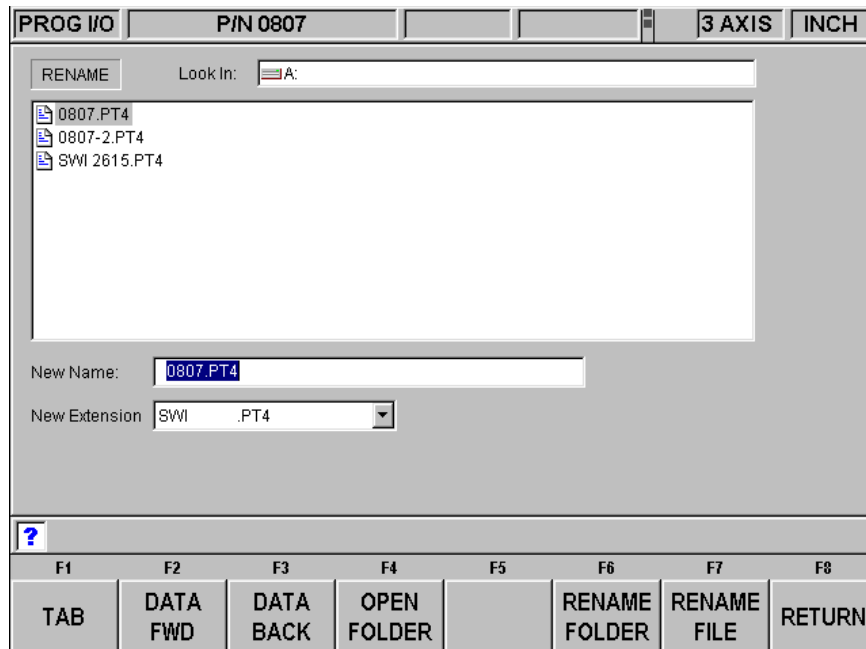 PROG I/O P/N 0807 3 AXIS INCH
RENAME Look In: A:
0807.PT4
0807-2.PT4
SWI 2615.PT4
New Name: 0807.PT4
New Extension SWI .PT4
?
F1 F2 F3 F4 F5 F6 F7 F8
TAB DATA FWD DATA BACK OPEN FOLDER RENAME FOLDER RENAME FILE RETURN